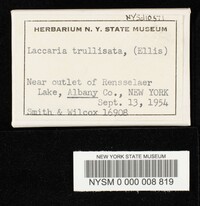 HERBARIUM N. Y. STATE MUSEUM
Laccaria trullisata, (Ellis)
Near outlet of Rensselaer
Lake, Albany Co., NEW YORK
Sept. 13, 1954
Smith & Wilcox 16908
NEW YORK STATE MUSEUM
NYSM 0 000 008 819